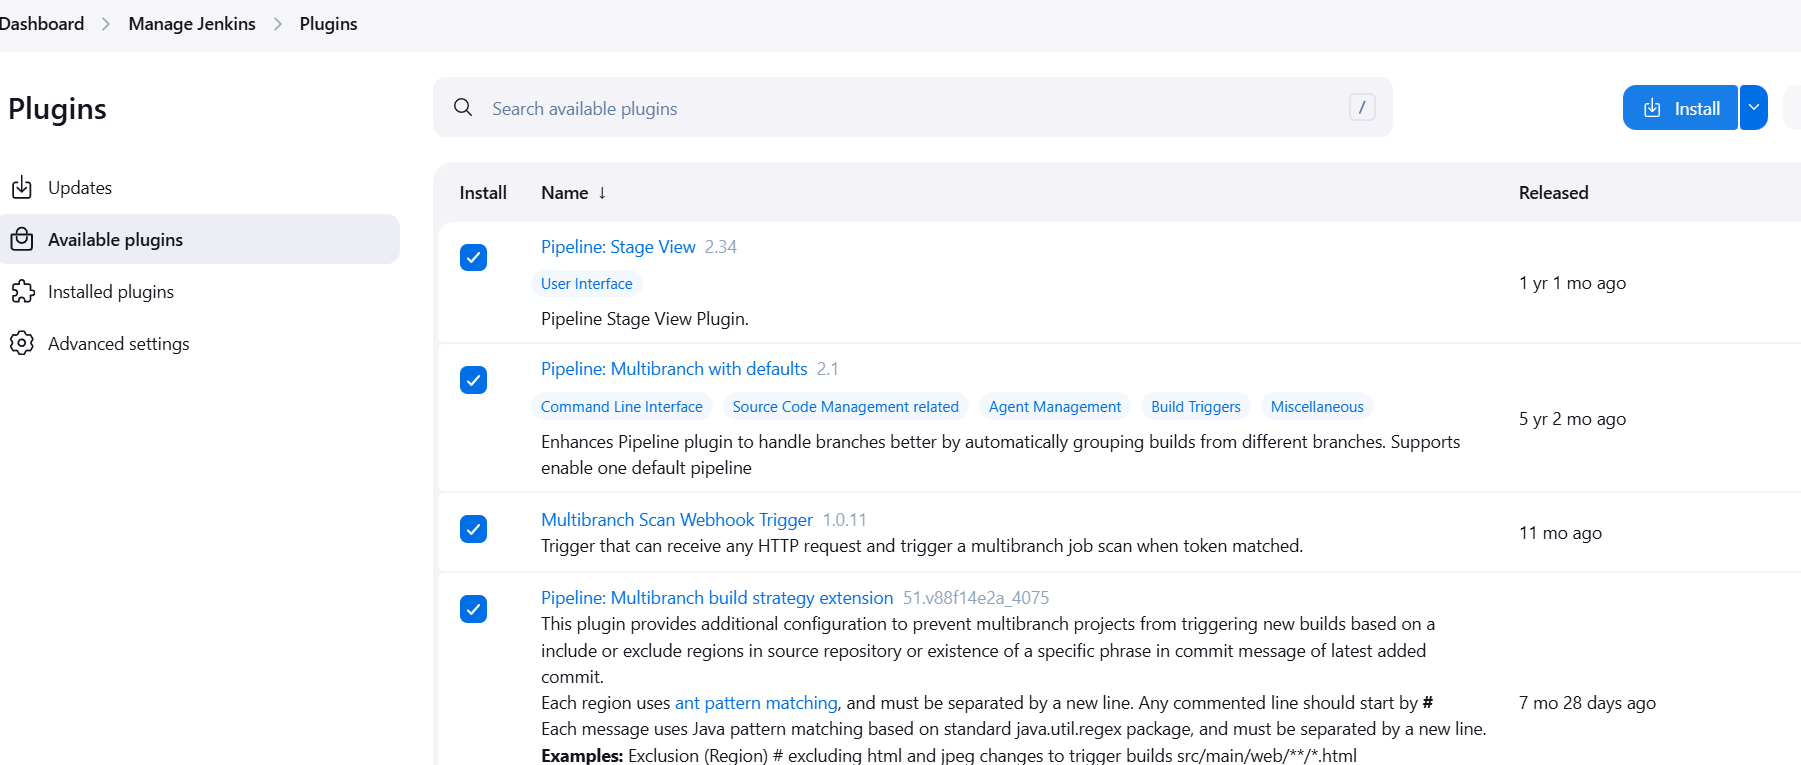 Dashboard > Manage Jenkins > Plugins
Plugins
Search available plugins
/
Install
Updates
Available plugins
Installed plugins
Advanced settings
Install Name ↓ Released
Pipeline: Stage View 2.34
User Interface
Pipeline Stage View Plugin.
1 yr 1 mo ago
Pipeline: Multibranch with defaults 2.1
Command Line Interface Source Code Management related Agent Management Build Triggers Miscellaneous
Enhances Pipeline plugin to handle branches better by automatically grouping builds from different branches. Supports
enable one default pipeline
5 yr 2 mo ago
Multibranch Scan Webhook Trigger 1.0.11
Trigger that can receive any HTTP request and trigger a multibranch job scan when token matched.
11 mo ago
Pipeline: Multibranch build strategy extension 51.v88f14e2a_4075
This plugin provides additional configuration to prevent multibranch projects from triggering new builds based on a
include or exclude regions in source repository or existence of a specific phrase in commit message of latest added
commit.
Each region uses ant pattern matching, and must be separated by a new line. Any commented line should start by #
Each message uses Java pattern matching based on standard java.util.regex package, and must be separated by a new line.
Examples: Exclusion (Region) # excluding html and jpeg changes to trigger builds src/main/web/**/*.html
7 mo 28 days ago